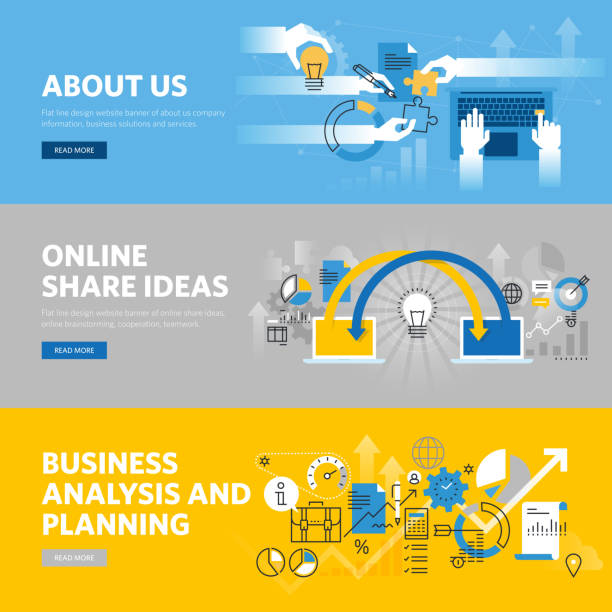 ABOUT US
Flat line design website banner of about us company
information, business solutions and services.
READ MORE
ONLINE
SHARE IDEAS
Flat line design website banner of online share ideas,
online brainstorming, cooperation, teamwork.
READ MORE
BUSINESS
ANALYSIS AND
PLANNING
READ MORE
i
%